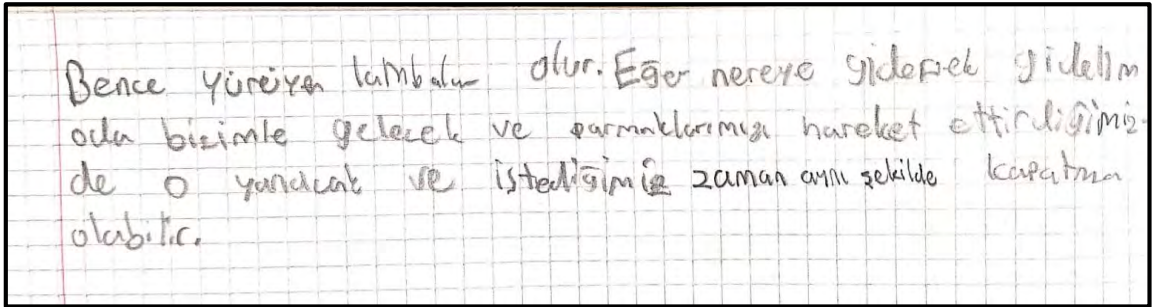 Bence yürüyen lambalar olur. Eğer nereye gidersek gidelim
oda bizimle gelecek ve parmaklarımızı hareket ettirdiğimiz-
de o yanacak ve istediğimiz zaman aynı şekilde kapatma
olabilir.